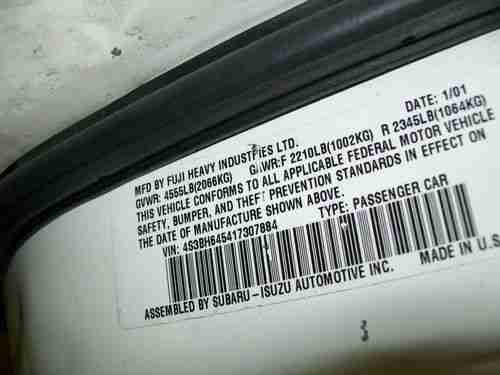 MFD BY FUJI HEAVY INDUSTRIES LTD. DATE: 1/01
GVWR: 4555LB(2066KG) GAWR:F 2210LB(1002KG) R 2345LB(1064KG)
THIS VEHICLE CONFORMS TO ALL APPLICABLE FEDERAL MOTOR VEHICLE
SAFETY, BUMPER, AND THEFT PREVENTION STANDARDS IN EFFECT ON
THE DATE OF MANUFACTURE SHOWN ABOVE.
VIN: 4S3BH645417307884 TYPE: PASSENGER CAR
ASSEMBLED BY SUBARU-ISUZU AUTOMOTIVE INC. MADE IN U.S.
3